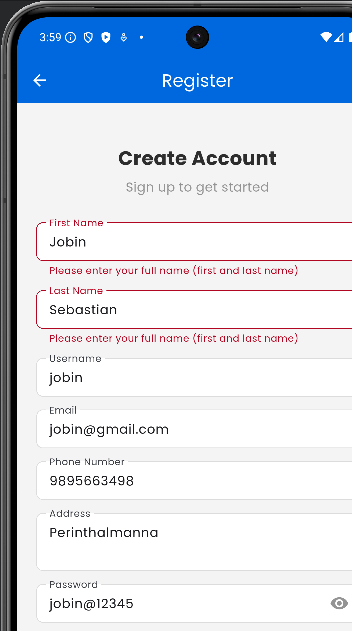 3:59
Register
Create Account
Sign up to get started
First Name
Jobin
Please enter your full name (first and last name)
Last Name
Sebastian
Please enter your full name (first and last name)
Username
jobin
Email
jobin@gmail.com
Phone Number
9895663498
Address
Perinthalmanna
Password
jobin@12345